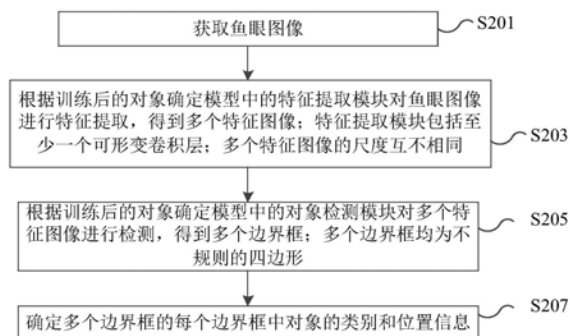 获取鱼眼图像
S201
根据训练后的对象确定模型中的特征提取模块对鱼眼图像
进行特征提取，得到多个特征图像；特征提取模块包括至
少一个可形变卷积层；多个特征图像的尺度互不相同
S203
根据训练后的对象确定模型中的对象检测模块对多个特
征图像进行检测，得到多个边界框；多个边界框均为不
规则的四边形
S205
确定多个边界框的每个边界框中对象的类别和位置信息
S207